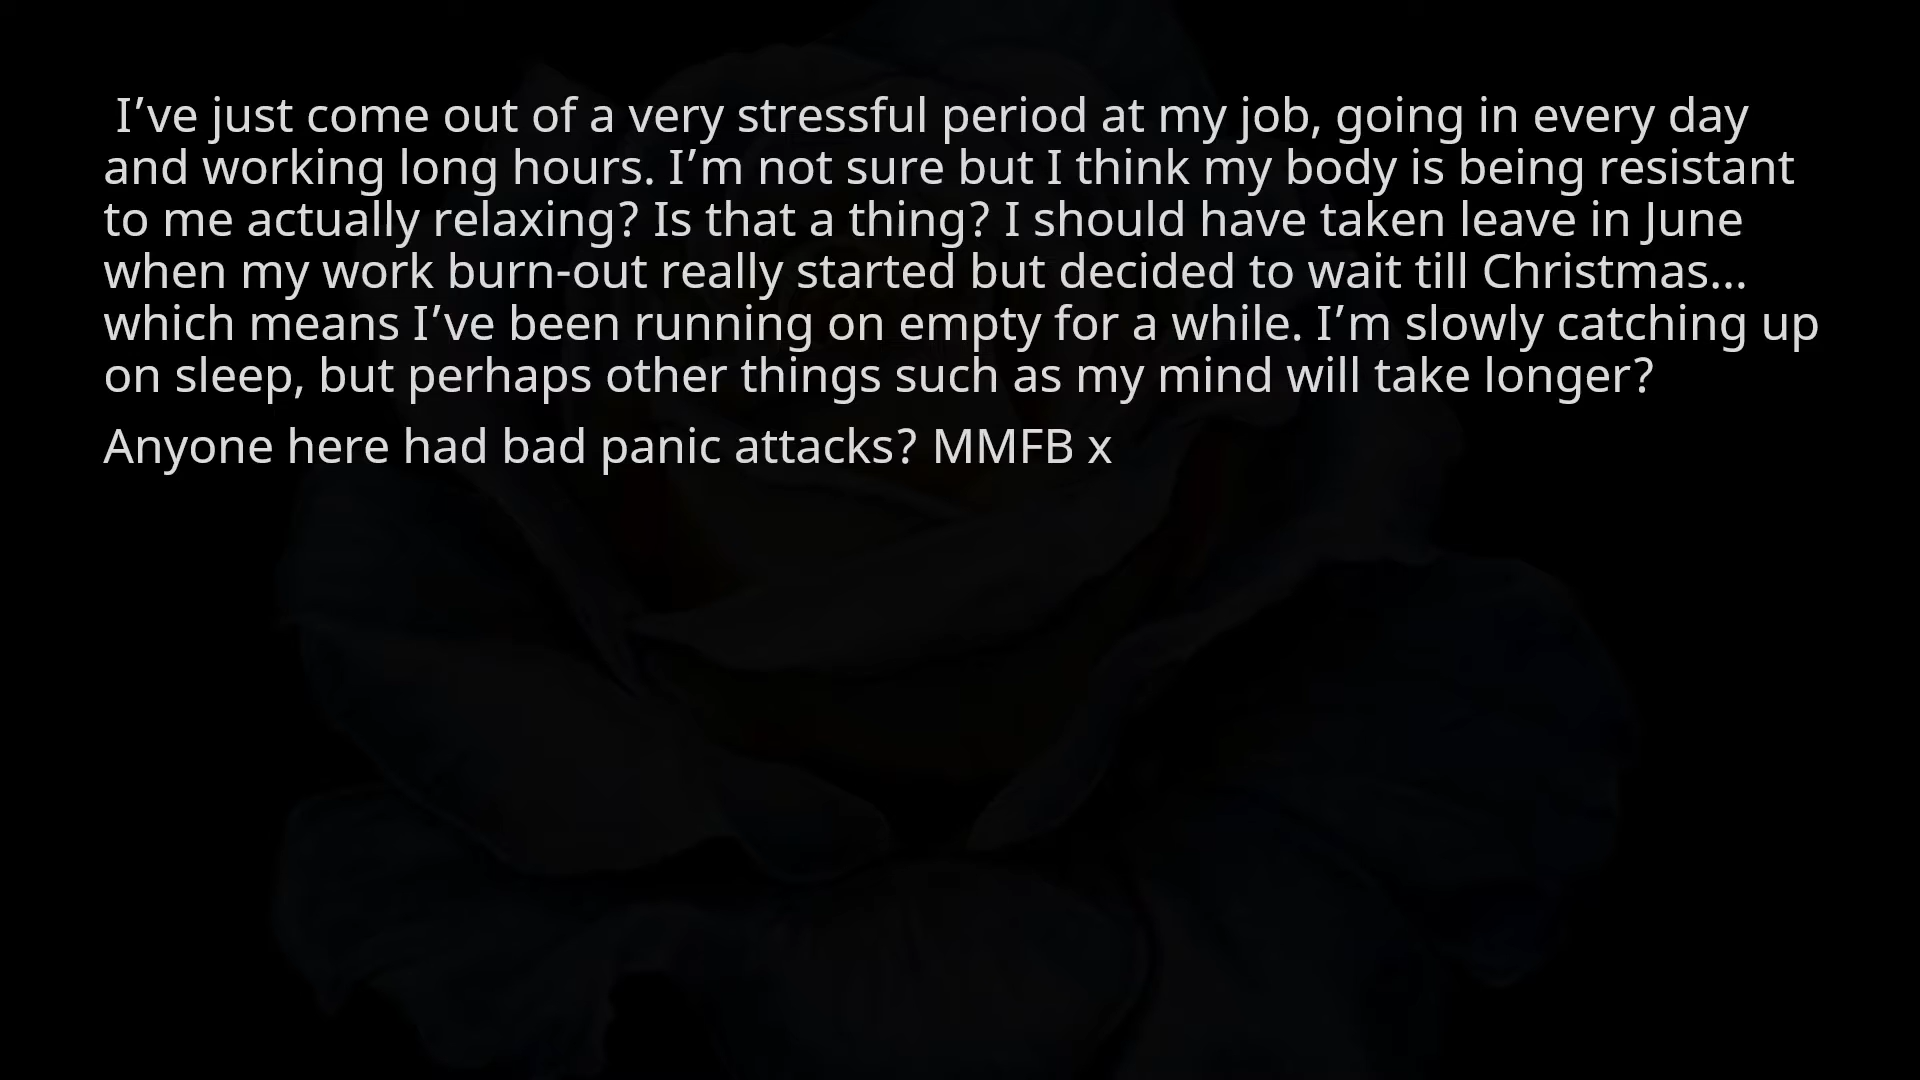 I’ve just come out of a very stressful period at my job, going in every day
and working long hours. I’m not sure but I think my body is being resistant
to me actually relaxing? Is that a thing? I should have taken leave in June
when my work burn-out really started but decided to wait till Christmas…
which means I’ve been running on empty for a while. I’m slowly catching up
on sleep, but perhaps other things such as my mind will take longer?
Anyone here had bad panic attacks? MMFB x